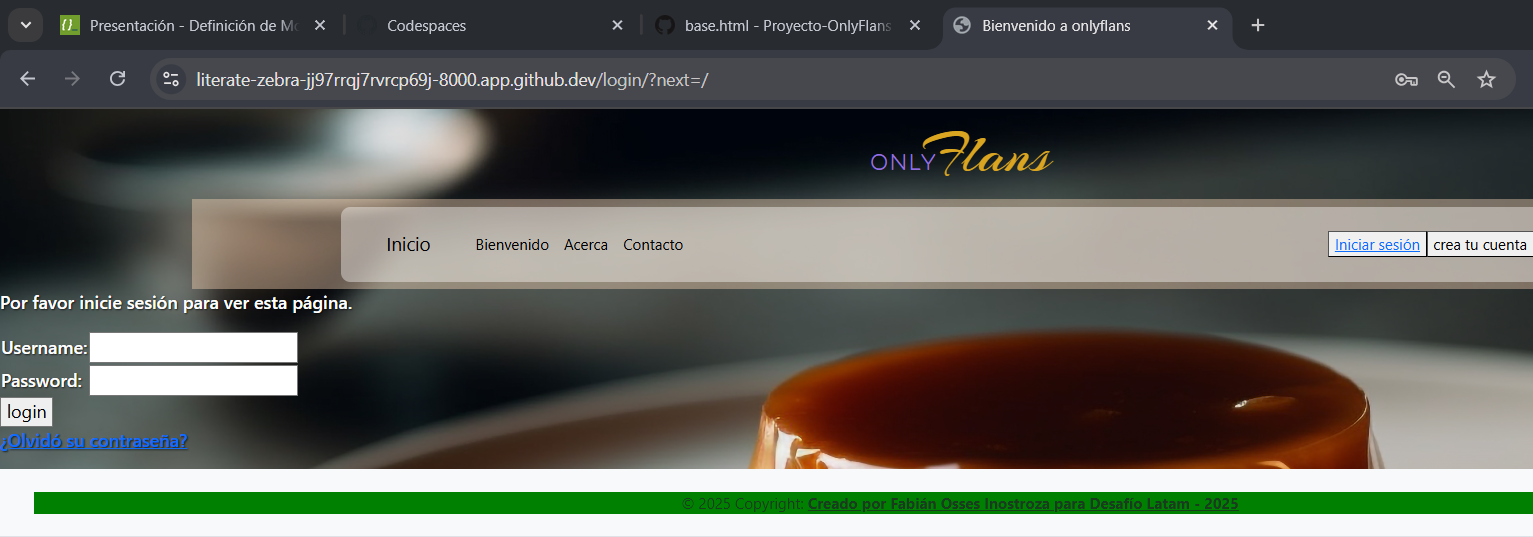 Presentación - Definición de Mo
Codespaces
base.html - Proyecto-OnlyFlans
Bienvenido a onlyflans
literate-zebra-jj97rrqj7rvrcp69j-8000.app.github.dev/login/?next=/
ONLY Flans
Inicio Bienvenido Acerca Contacto Iniciar sesión crea tu cuenta
Por favor inicie sesión para ver esta página.
Username:
Password:
login
¿Olvidó su contraseña?
© 2025 Copyright: Creado por Fabián Osses Inostroza para Desafío Latam - 2025